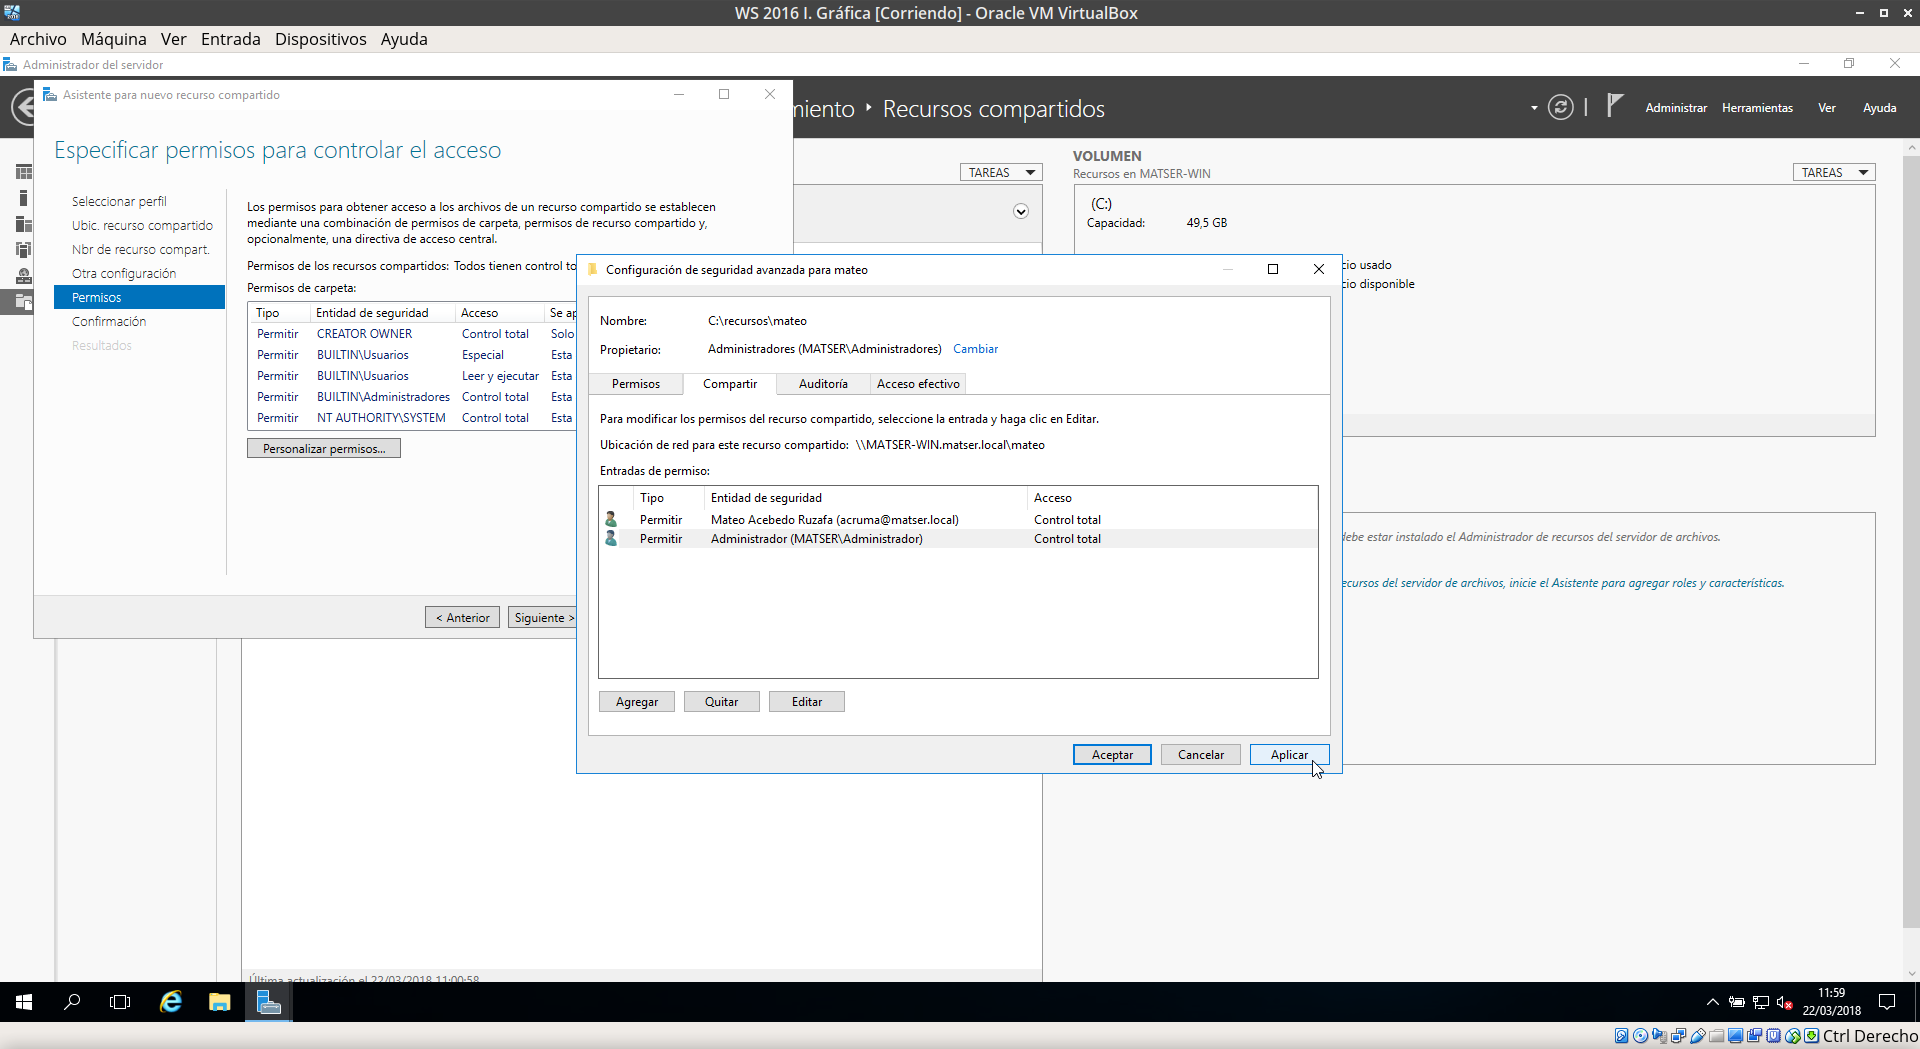 WS 2016 I. Gráfica [Corriendo] - Oracle VM VirtualBox
Archivo Máquina Ver Entrada Dispositivos Ayuda
Administrador del servidor
Asistente para nuevo recurso compartido
miento ‣ Recursos compartidos
Administrar Herramientas Ver Ayuda
Especificar permisos para controlar el acceso
Seleccionar perfil
Ubic. recurso compartido
Nbr de recurso compart.
Otra configuración
Permisos
Confirmación
Resultados
Los permisos para obtener acceso a los archivos de un recurso compartido se establecen
mediante una combinación de permisos de carpeta, permisos de recurso compartido y,
opcionalmente, una directiva de acceso central.
Permisos de los recursos compartidos: Todos tienen control to
Permisos de carpeta:
Tipo Entidad de seguridad Acceso Se ap
Permitir CREATOR OWNER Control total Solo
Permitir BUILTIN\Usuarios Especial Esta
Permitir BUILTIN\Usuarios Leer y ejecutar Esta
Permitir BUILTIN\Administradores Control total Esta
Permitir NT AUTHORITY\SYSTEM Control total Esta
Personalizar permisos...
< Anterior Siguiente >
TAREAS
VOLUMEN
Recursos en MATSER-WIN
TAREAS
(C:)
Capacidad: 49,5 GB
cio usado
cio disponible
Configuración de seguridad avanzada para mateo
Nombre: C:\recursos\mateo
Propietario: Administradores (MATSER\Administradores) Cambiar
Permisos Compartir Auditoría Acceso efectivo
Para modificar los permisos del recurso compartido, seleccione la entrada y haga clic en Editar.
Ubicación de red para este recurso compartido: \\MATSER-WIN.matser.local\mateo
Entradas de permiso:
Tipo Entidad de seguridad Acceso
Permitir Mateo Acebedo Ruzafa (acruma@matser.local) Control total
Permitir Administrador (MATSER\Administrador) Control total
Agregar Quitar Editar
Aceptar Cancelar Aplicar
debe estar instalado el Administrador de recursos del servidor de archivos.
ecursos del servidor de archivos, inicie el Asistente para agregar roles y características.
Última actualización el 22/03/2018 11:00:58
11:59
22/03/2018
Ctrl Derecho